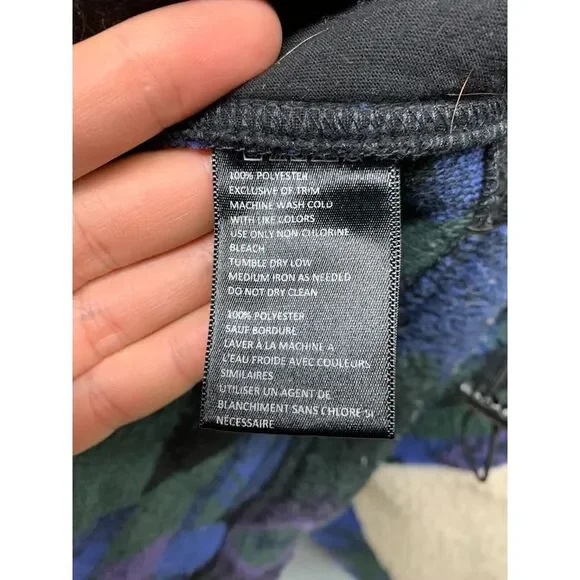 100% POLYESTER
EXCLUSIVE OF TRIM
MACHINE WASH COLD
WITH LIKE COLORS
USE ONLY NON-CHLORINE
BLEACH
TUMBLE DRY LOW
MEDIUM IRON AS NEEDED
DO NOT DRY CLEAN
100% POLYESTER
SAUF BORDURE
LAVER À LA MACHINE A
L'EAU FROIDE AVEC COULEURS
SIMILAIRES
UTILISER UN AGENT DE
BLANCHIMENT SANS CHLORE SI
NECESSAIRE